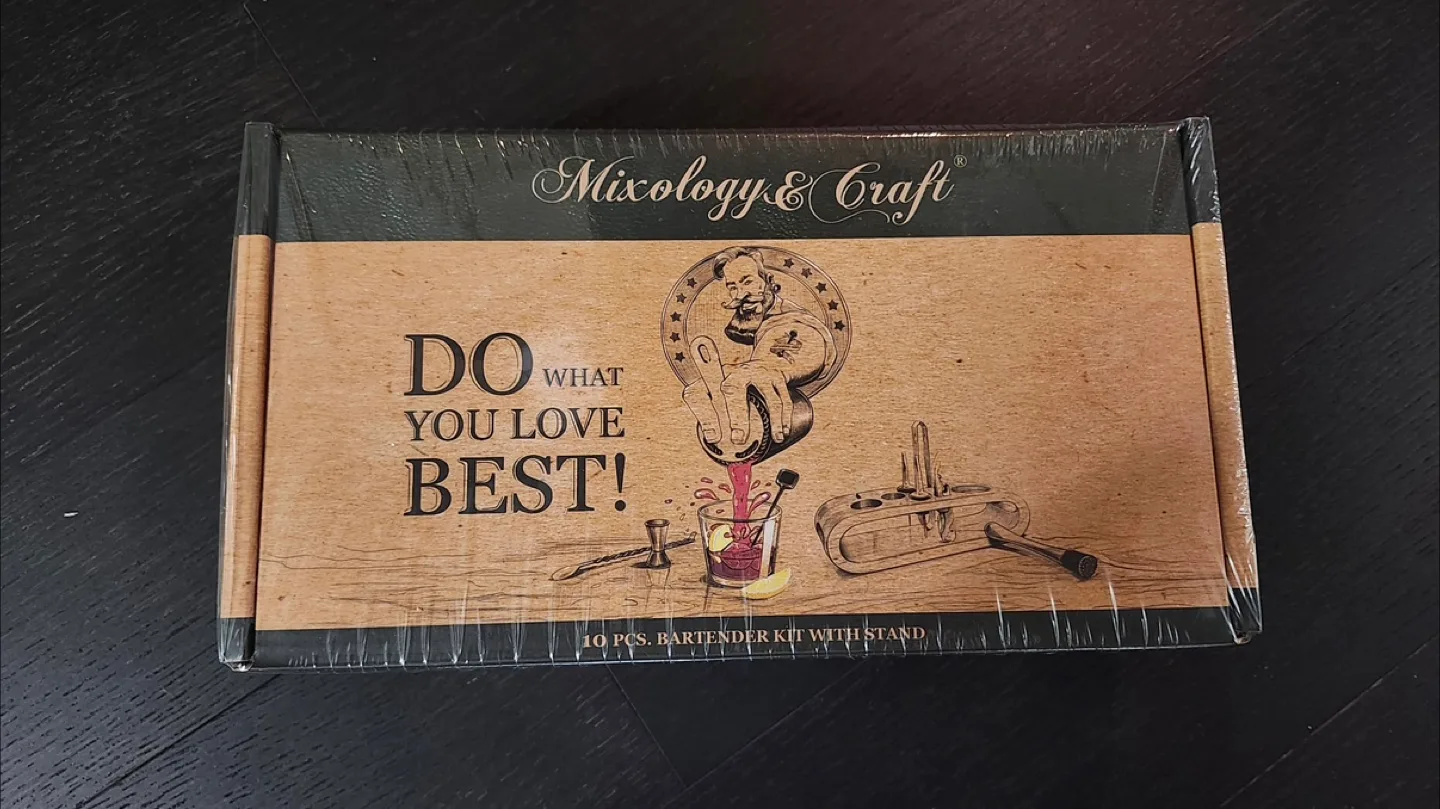 Mixology & Craft®
DO WHAT
YOU LOVE
BEST!
10 PCS. BARTENDER KIT WITH STAND